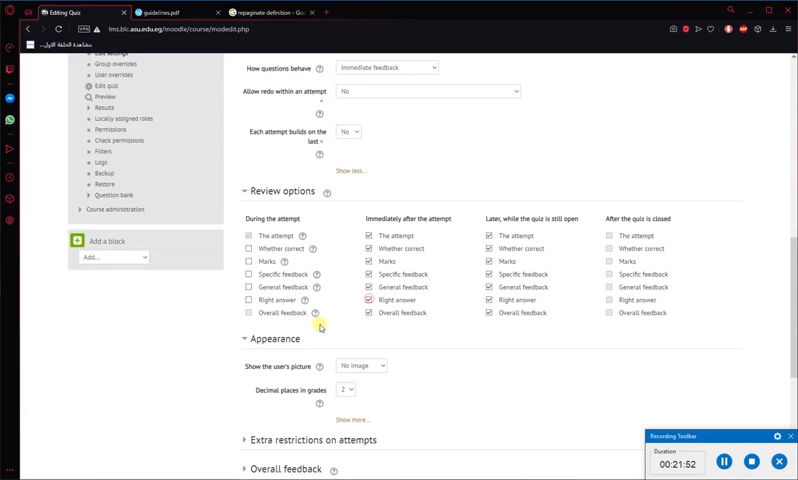 Editing Quiz
guidelines.pdf
repaginate definition - Go
VPN
lms.blc.asu.edu.eg/moodle/course/modedit.php
مشاهدة الحلقة الاول...
Edit settings
Group overrides
User overrides
Edit quiz
Preview
Results
Locally assigned roles
Permissions
Check permissions
Filters
Logs
Backup
Restore
Question bank
Course administration
Add a block
Add...
How questions behave
Immediate feedback
Allow redo within an attempt
No
Each attempt builds on the
last
No
Show less...
Review options
During the attempt Immediately after the attempt Later, while the quiz is still open After the quiz is closed
The attempt The attempt The attempt The attempt
Whether correct Whether correct Whether correct Whether correct
Marks Marks Marks Marks
Specific feedback Specific feedback Specific feedback Specific feedback
General feedback General feedback General feedback General feedback
Right answer Right answer Right answer Right answer
Overall feedback Overall feedback Overall feedback Overall feedback
Appearance
Show the user's picture
No image
Decimal places in grades
2
Show more...
Extra restrictions on attempts
Overall feedback
Recording Toolbar
Duration
00:21:52